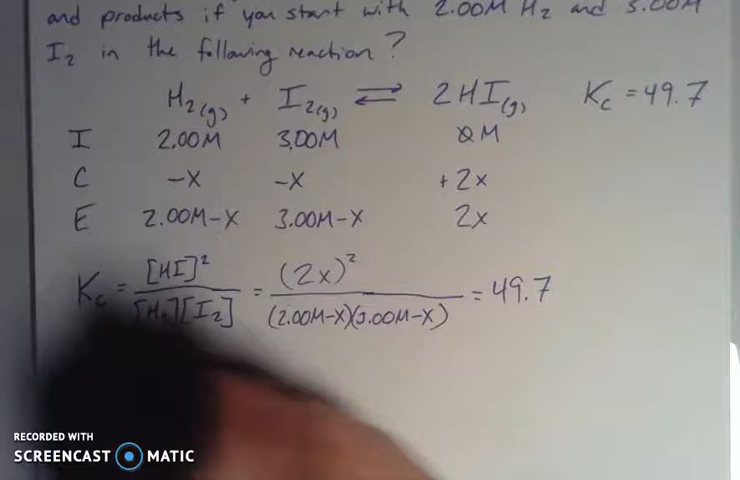 and products if you start with 2.00M H2 and 3.00M
I2 in the following reaction?
H2(g) + I2(g) ⇌ 2HI(g) Kc = 49.7
I 2.00M 3.00M 0 M
C -x -x +2x
E 2.00M-x 3.00M-x 2x
Kc = [HI]²/[H2][I2] = (2x)²/(2.00M-x)(3.00M-x) = 49.7
RECORDED WITH
SCREENCAST MATIC